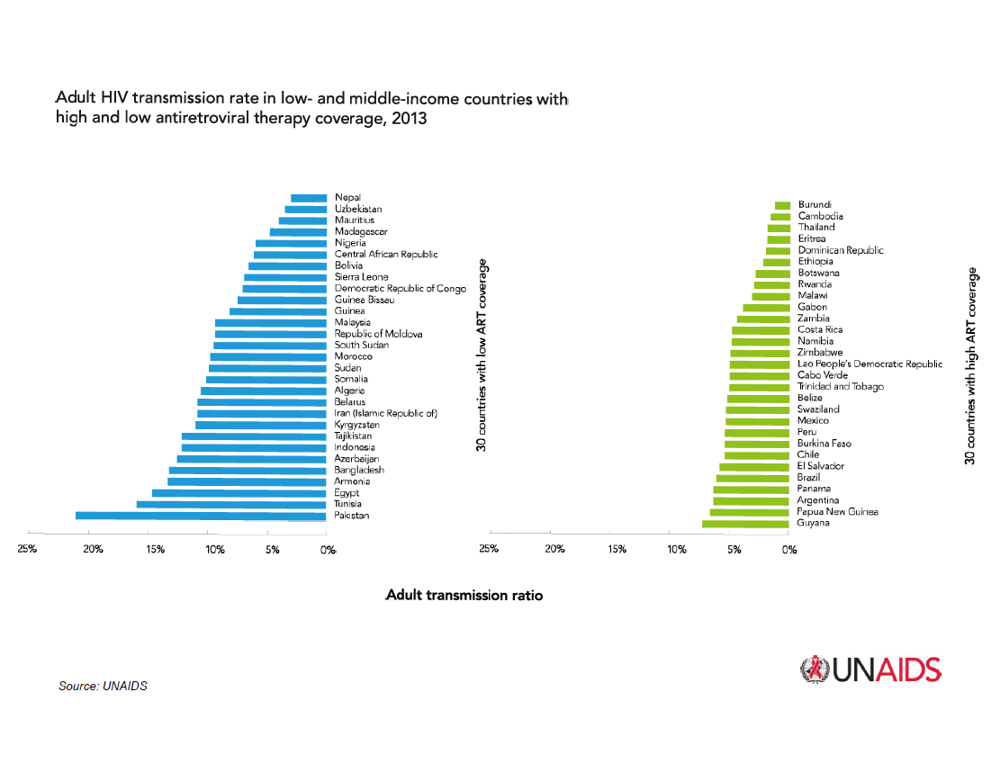 Adult HIV transmission rate in low- and middle-income countries with
high and low antiretroviral therapy coverage, 2013
Nepal
Uzbekistan
Mauritius
Madagascar
Nigeria
Central African Republic
Bolivia
Sierra Leone
Democratic Republic of Congo
Guinea Bissau
Guinea
Malaysia
Republic of Moldova
South Sudan
Morocco
Sudan
Somalia
Algeria
Belarus
Iran (Islamic Republic of)
Kyrgyzstan
Tajikistan
Indonesia
Azerbaijan
Bangladesh
Armenia
Egypt
Tunisia
Pakistan
25% 20% 15% 10% 5% 0%
30 countries with low ART coverage
Burundi
Cambodia
Thailand
Eritrea
Dominican Republic
Ethiopia
Botswana
Rwanda
Malawi
Gabon
Zambia
Costa Rica
Namibia
Zimbabwe
Lao People's Democratic Republic
Cabo Verde
Trinidad and Tobago
Belize
Swaziland
Mexico
Peru
Burkina Faso
Chile
El Salvador
Brazil
Panama
Argentina
Papua New Guinea
Guyana
25% 20% 15% 10% 5% 0%
30 countries with high ART coverage
Adult transmission ratio
Source: UNAIDS
UNAIDS